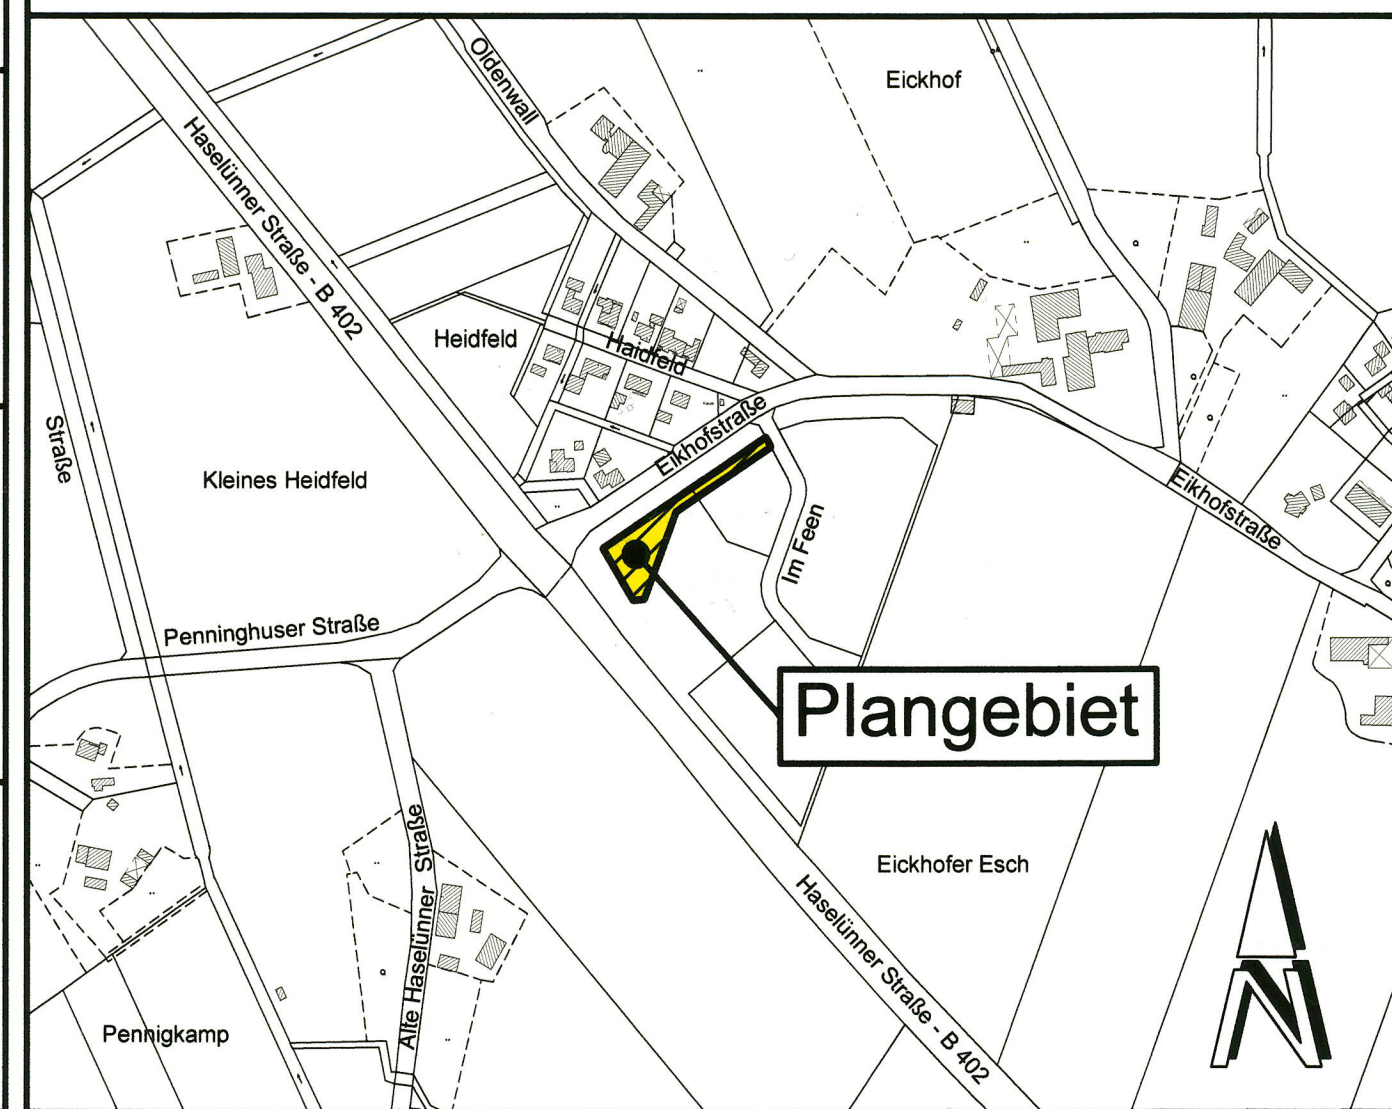 Oldenwall
Eickhof
Haselünner Straße - B 402
Heidfeld
Haidfeld
Eikhofstraße
Straße
Kleines Heidfeld
Eikhofstraße
Im Feen
Penninghuser Straße
Plangebiet
Alte Haselünner Straße
Eickhofer Esch
Haselünner Straße - B 402
Pennigkamp
N